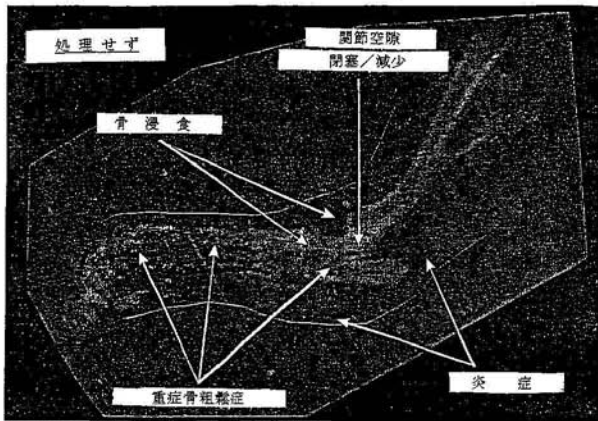 処理せず
関節空隙
閉塞／減少
骨浸食
重症骨粗鬆症
炎症